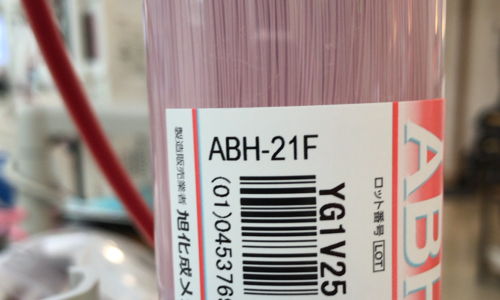 ABH-21F
製造販売業者 旭化成メ
(01)045376
YG1V25
ロット番号 LOT
ABH